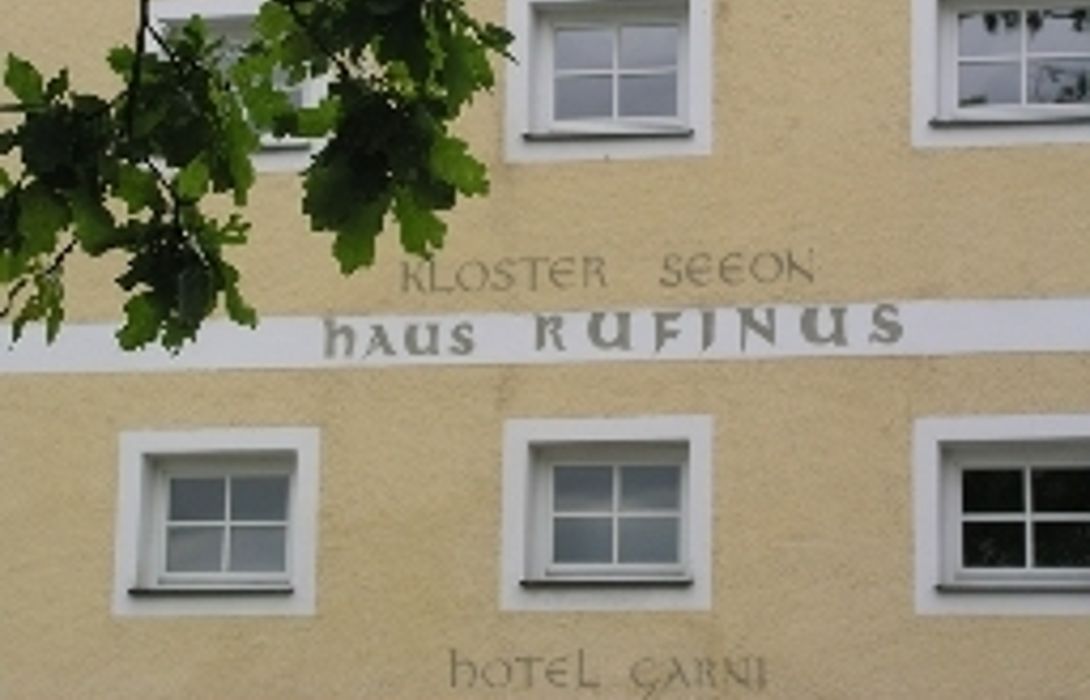 KLOSTER SEEON
haus RUFINUS
hOTEL GARNI